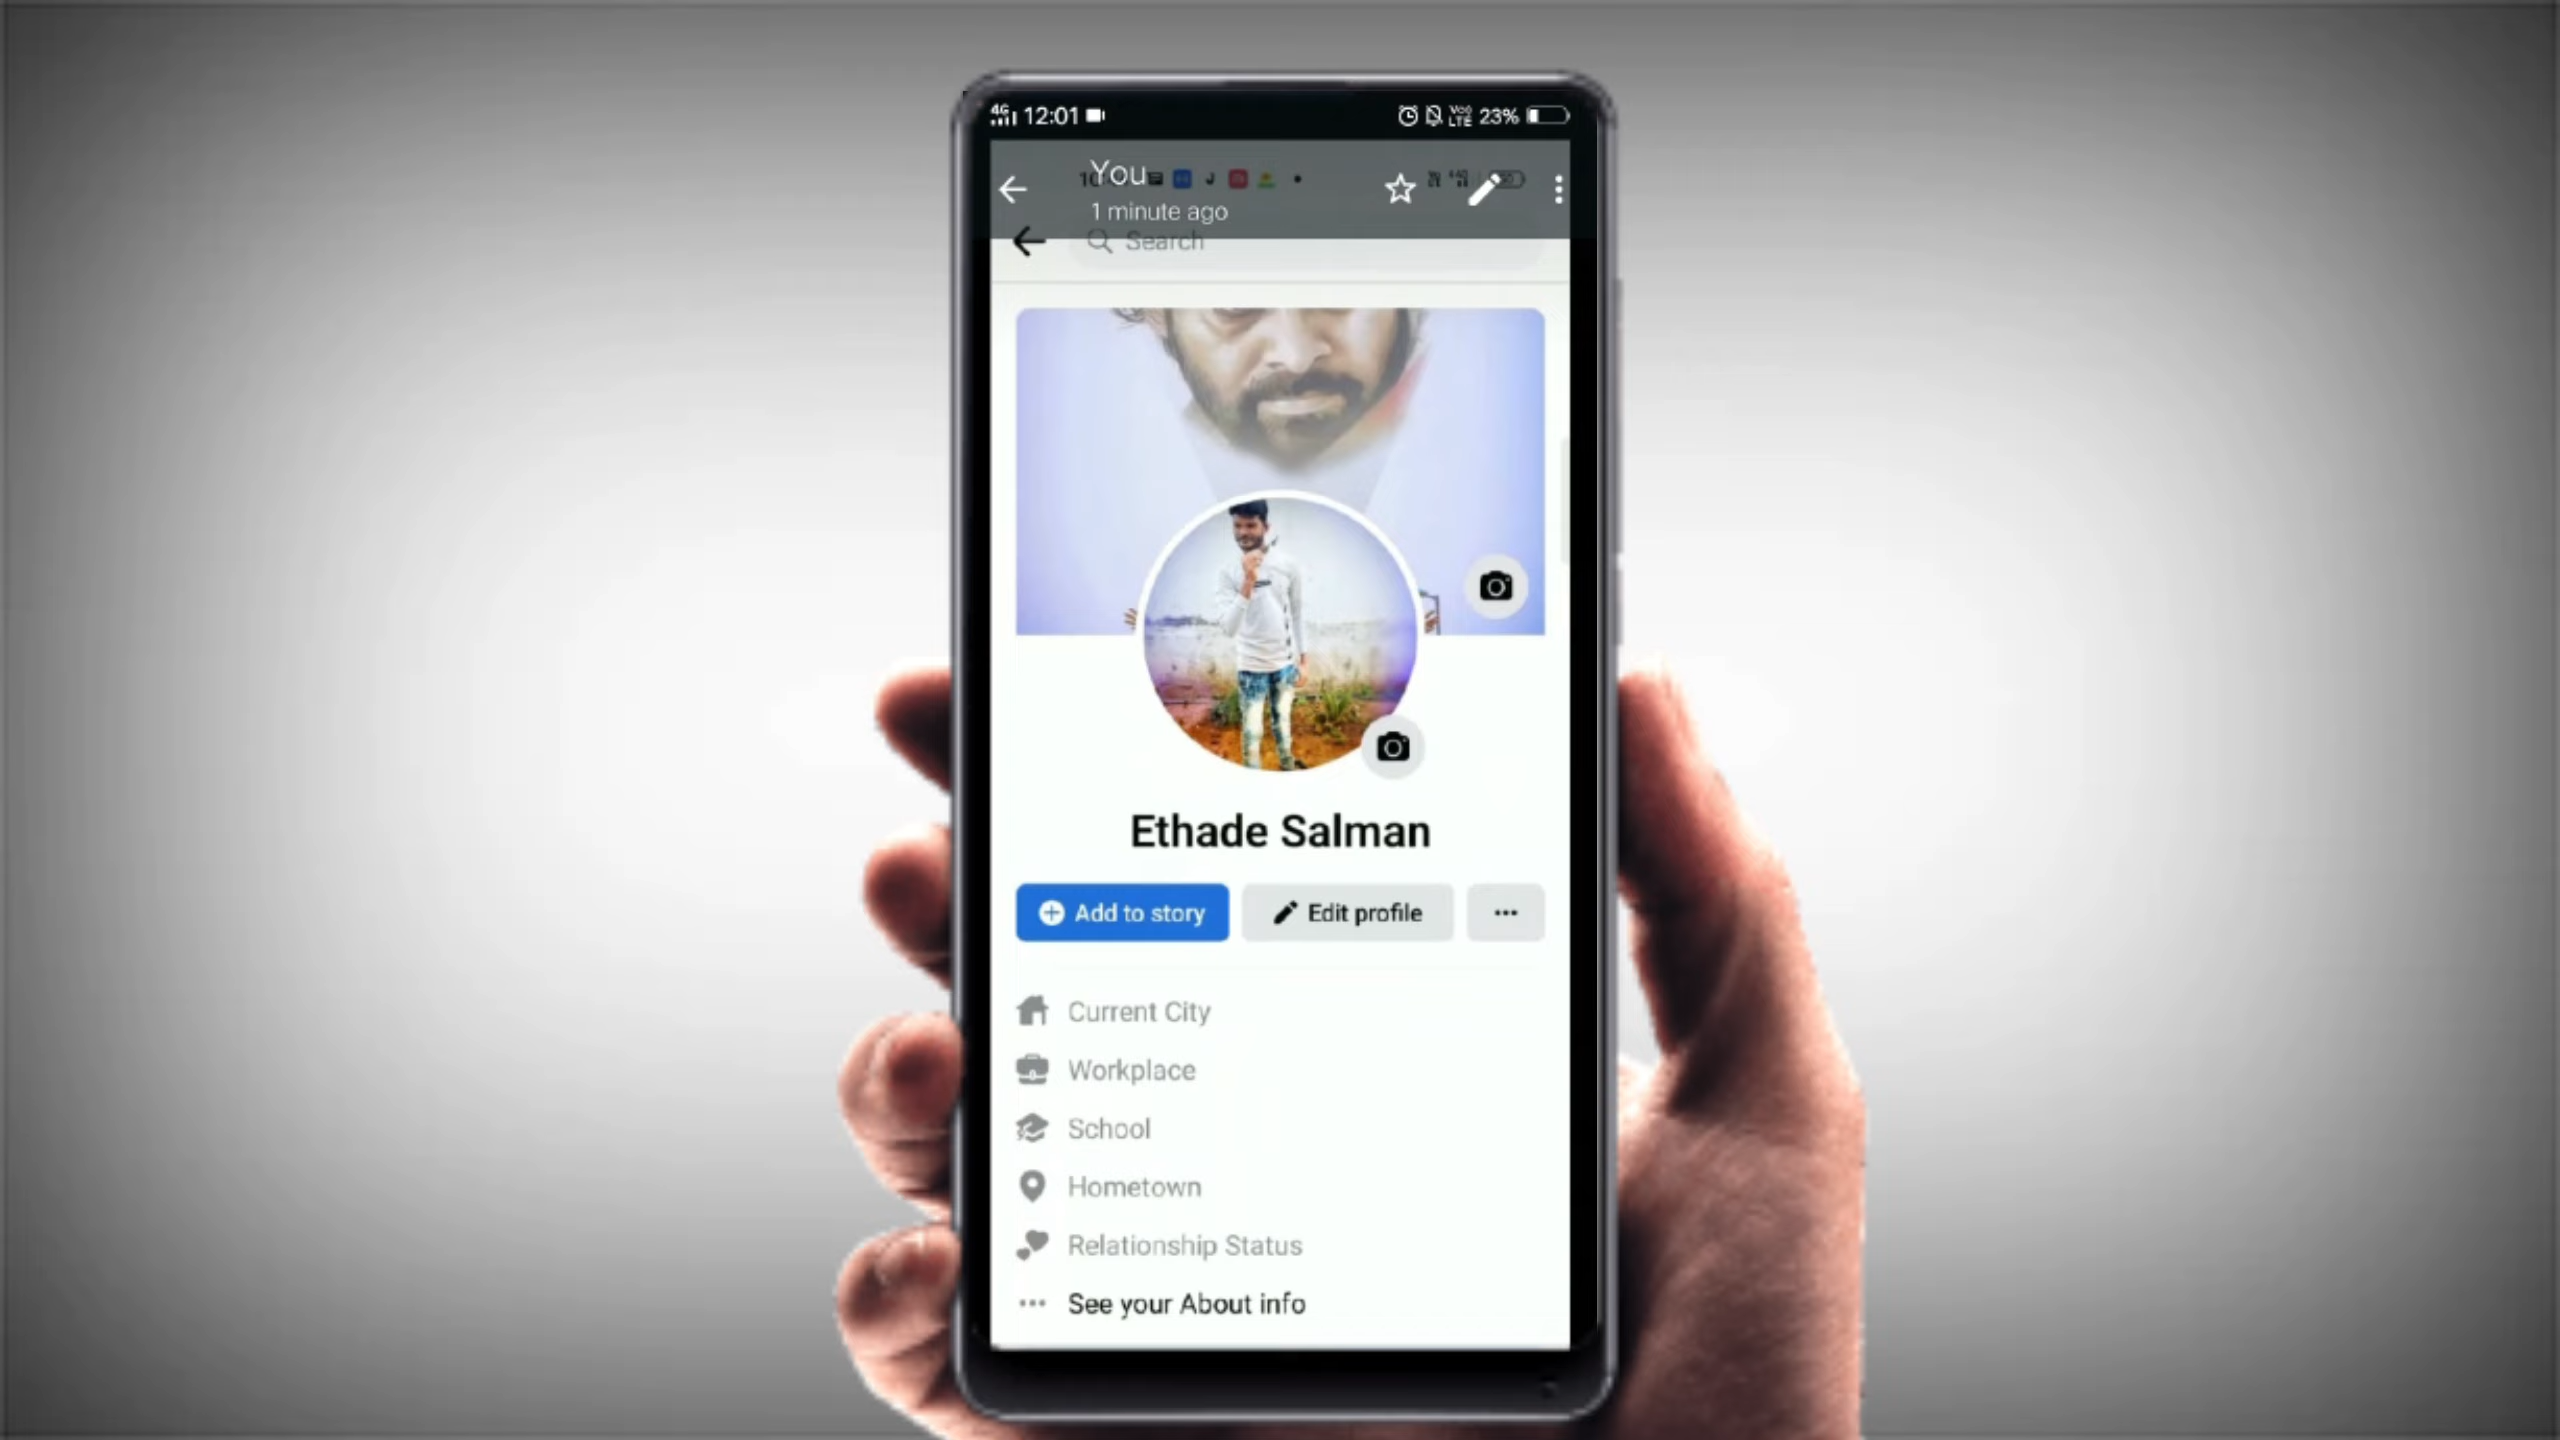 4G 12:01 23%
You
1 minute ago
Search
Ethade Salman
Add to story Edit profile
Current City
Workplace
School
Hometown
Relationship Status
See your About info